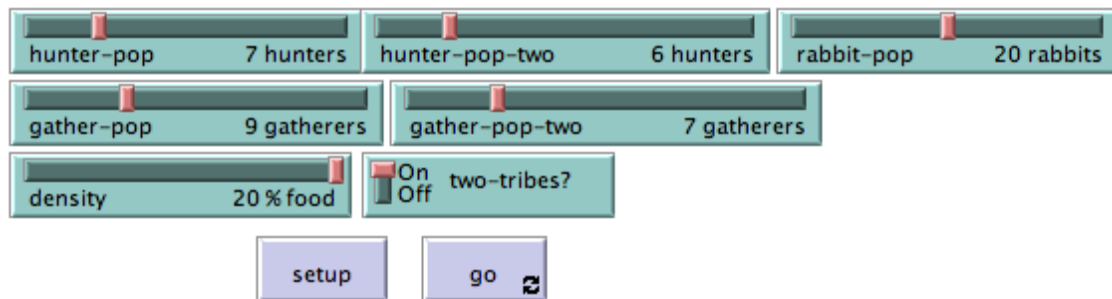 hunter-pop 7 hunters
hunter-pop-two 6 hunters
rabbit-pop 20 rabbits
gather-pop 9 gatherers
gather-pop-two 7 gatherers
density 20 % food
On
Off
two-tribes?
setup
go